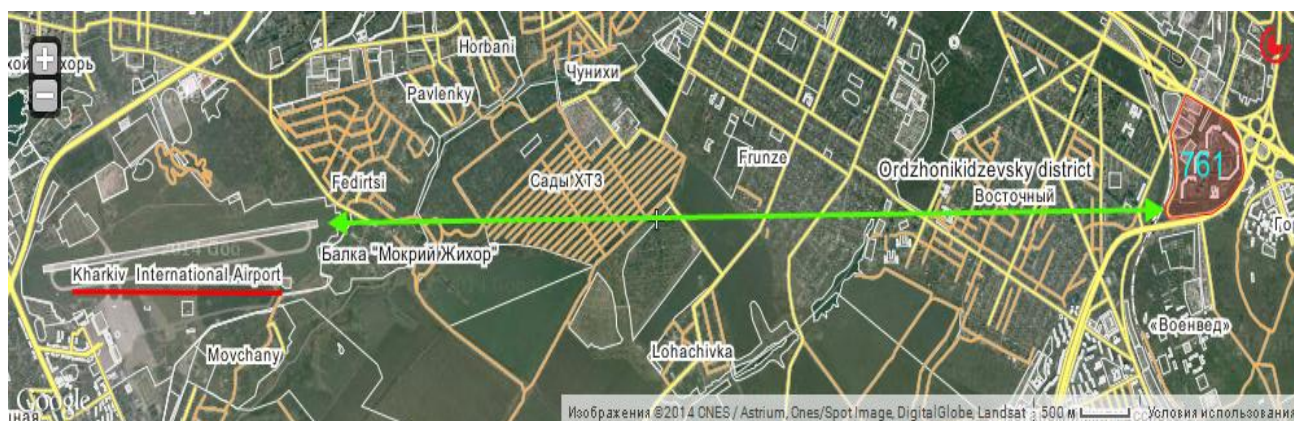 +
−
Horbani
Чунихи
Pavlenky
Frunze
761
Ordzhonikidzevsky district
Fedirtsi
Сады ХТЗ
Восточный
Балка "Мокрий Жихор"
Kharkiv International Airport
«Военвед»
Movchany
Lohachivka
Google
Изображения ©2014 CNES / Astrium, Cnes/Spot Image, DigitalGlobe, Landsat
500 м
Условия использования